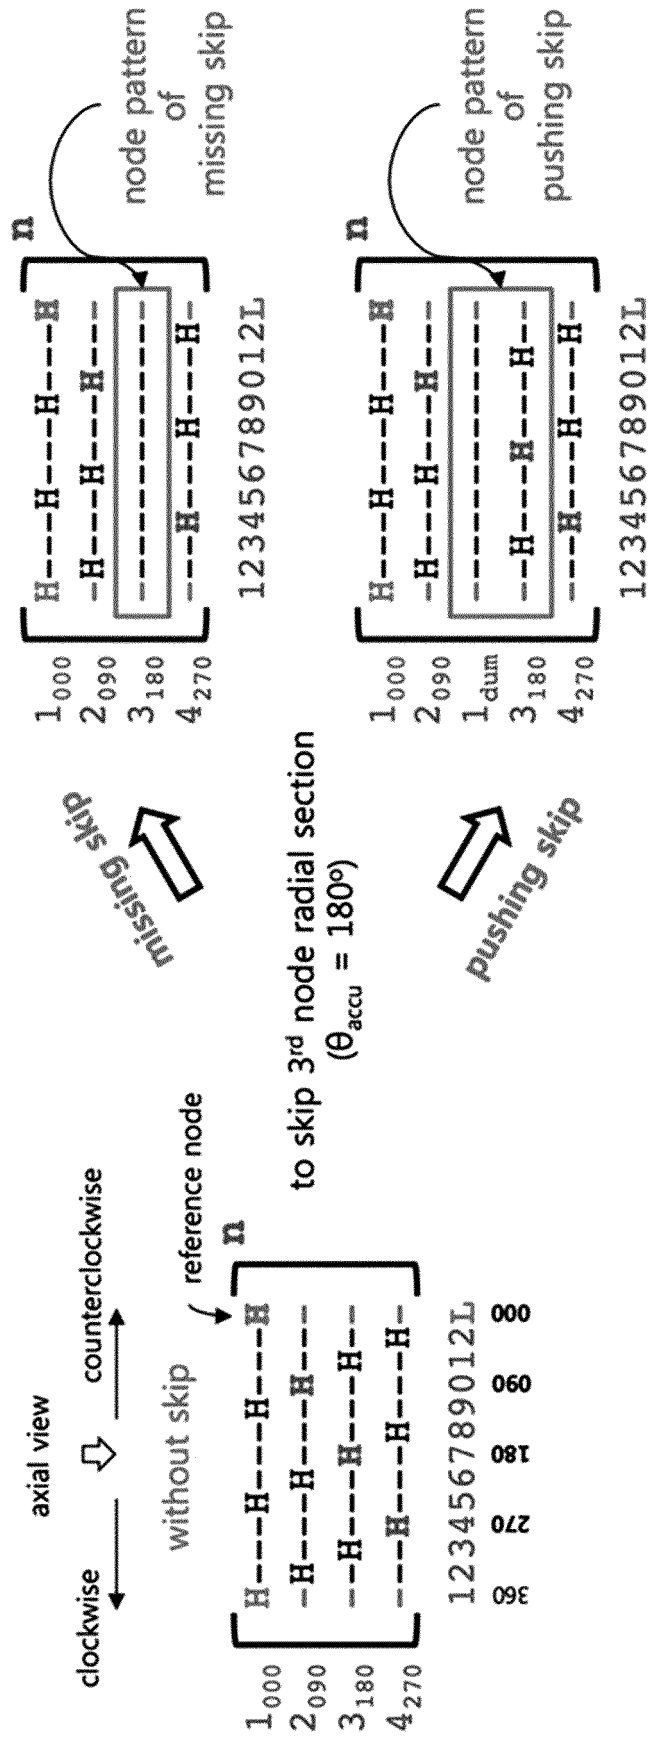 axial view
clockwise
counterclockwise
without skip
reference node
n
1000 H---H---H---H
2090 -H---H---H---
3180 --H---H---H--
4270 ---H---H---H-
123456789012L
360 270 180 090 000
to skip 3rd node radial section
(θaccu = 180º)
missing skip
pushing skip
n
1000 H---H---H---H
2090 -H---H---H---
3180 -------------
4270 ---H---H---H-
123456789012L
node pattern
of
missing skip
n
1000 H---H---H---H
2090 -H---H---H---
1dum -------------
3180 --H---H---H--
4270 ---H---H---H-
123456789012L
node pattern
of
pushing skip